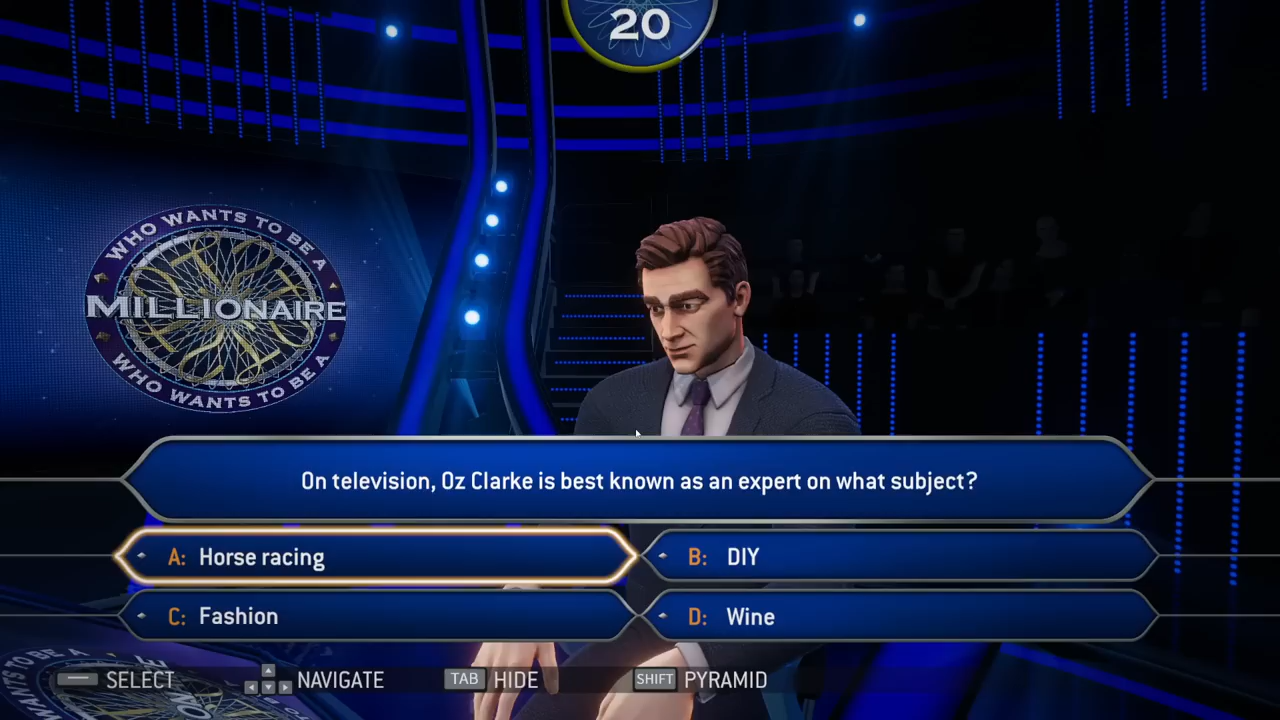 20
WHO WANTS TO BE A
MILLIONAIRE
WHO WANTS TO BE A
On television, Oz Clarke is best known as an expert on what subject?
A: Horse racing
B: DIY
C: Fashion
D: Wine
SELECT
NAVIGATE
TAB HIDE
SHIFT PYRAMID